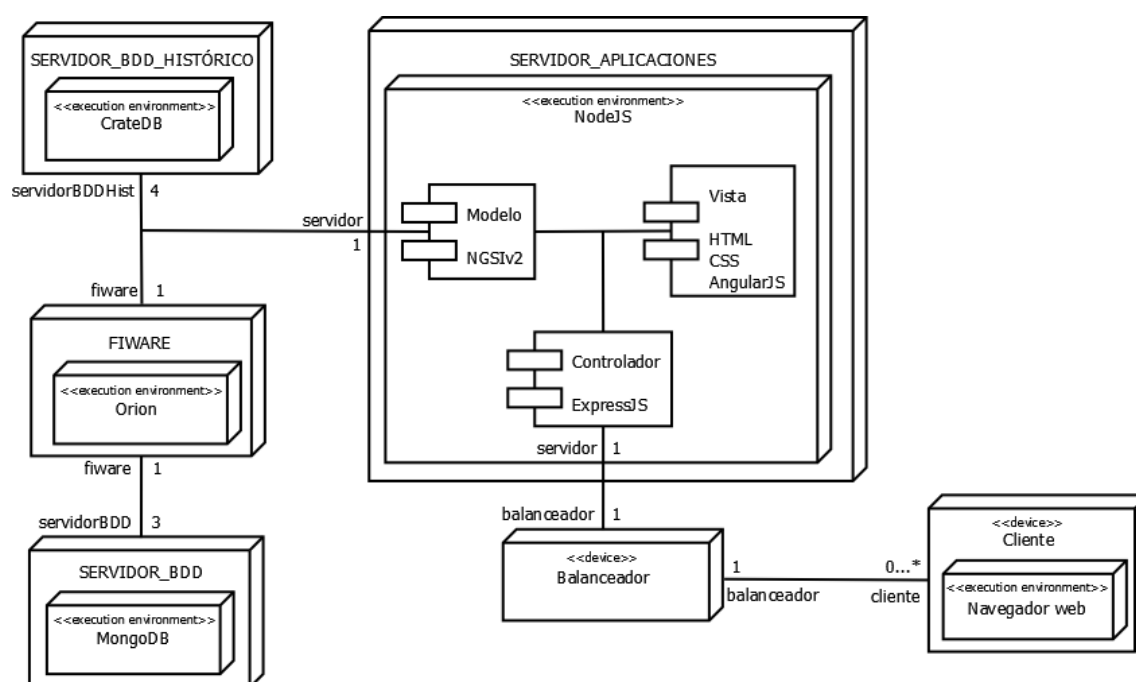 SERVIDOR_BDD_HISTÓRICO
<<execution environment>>
CrateDB
servidorBDDHist 4
fiware 1
FIWARE
<<execution environment>>
Orion
fiware 1
servidorBDD 3
SERVIDOR_BDD
<<execution environment>>
MongoDB
SERVIDOR_APLICACIONES
<<execution environment>>
NodeJS
servidor
1
Modelo
NGSIv2
Vista
HTML
CSS
AngularJS
Controlador
ExpressJS
servidor 1
balanceador 1
<<device>>
Balanceador
1
balanceador
0...*
cliente
<<device>>
Cliente
<<execution environment>>
Navegador web